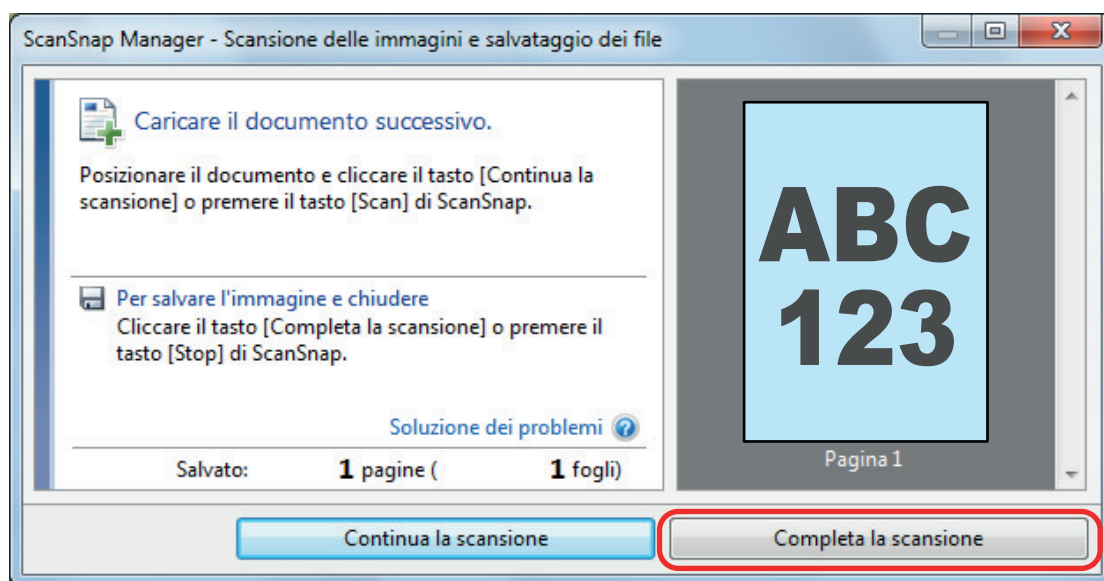 ScanSnap Manager - Scansione delle immagini e salvataggio dei file
Caricare il documento successivo.
Posizionare il documento e cliccare il tasto [Continua la
scansione] o premere il tasto [Scan] di ScanSnap.
Per salvare l'immagine e chiudere
Cliccare il tasto [Completa la scansione] o premere il
tasto [Stop] di ScanSnap.
Soluzione dei problemi
Salvato: 1 pagine ( 1 fogli)
ABC
123
Pagina 1
Continua la scansione
Completa la scansione